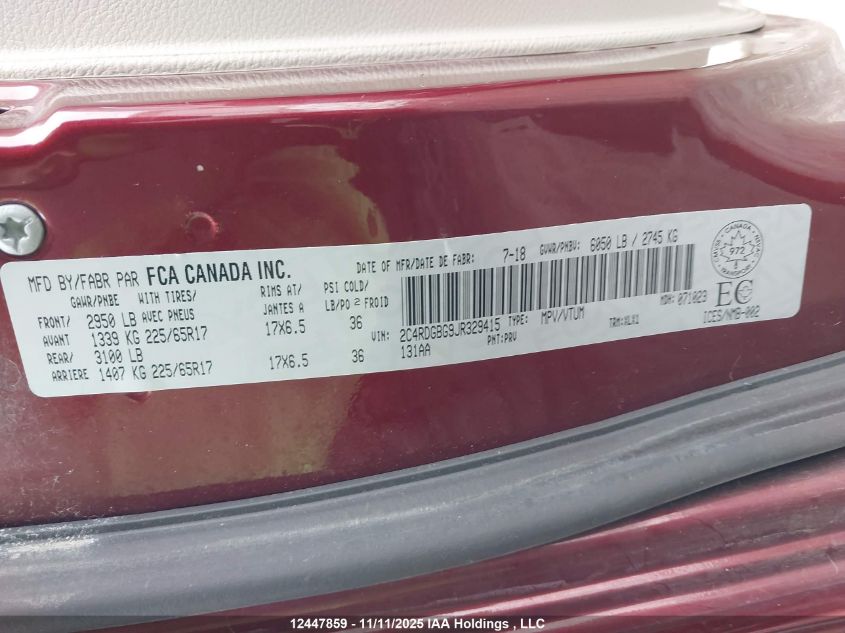 MFD BY/FABR PAR FCA CANADA INC.
DATE OF MFR/DATE DE FABR: 7-18 GVWR/PNBV: 6050 LB / 2745 KG
GAWR/PNBE WITH TIRES/ RIMS AT/ PSI COLD/
AVEC PNEUS JANTES A LB/PO 2 FROID
FRONT/ 2950 LB
AVANT 1339 KG 225/65R17 17X6.5 36
REAR/ 3100 LB
ARRIERE 1407 KG 225/65R17 17X6.5 36
VIN: 2C4RDGBG9JR329415 TYPE: MPV/VTUM
131AA PNT:PRV
MDH: 071023
CANADA
972
TRANSPORT
EC
ICES/NMB-002
12447859 - 11/11/2025 IAA Holdings , LLC